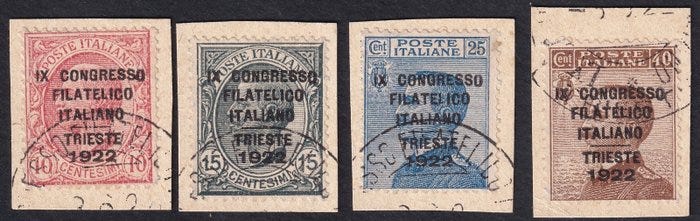 POSTE ITALIANE
IX CONGRESSO
FILATELICO
ITALIANO
TRIESTE
1922
10 10
CENTESIMI
POSTE ITALIANE
IX CONGRESSO
FILATELICO
ITALIANO
TRIESTE
1922
15 15
CENTESIMI
Cent. POSTE ITALIANE 25
IX CONGRESSO
FILATELICO
ITALIANO
TRIESTE
1922
Cent 40
IX CONGRESSO
FILATELICO
ITALIANO
TRIESTE
1922